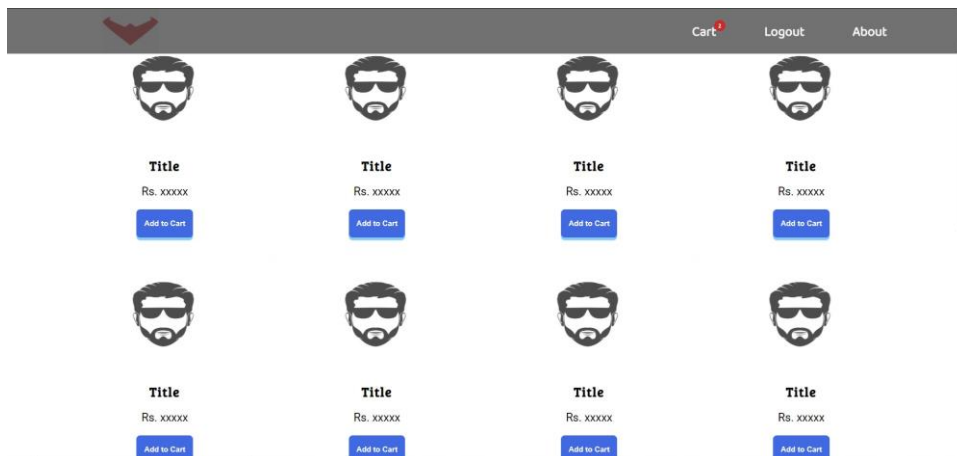 Cart 2 Logout About
Title Title Title Title
Rs. xxxxx Rs. xxxxx Rs. xxxxx Rs. xxxxx
Add to Cart Add to Cart Add to Cart Add to Cart
Title Title Title Title
Rs. xxxxx Rs. xxxxx Rs. xxxxx Rs. xxxxx
Add to Cart Add to Cart Add to Cart Add to Cart